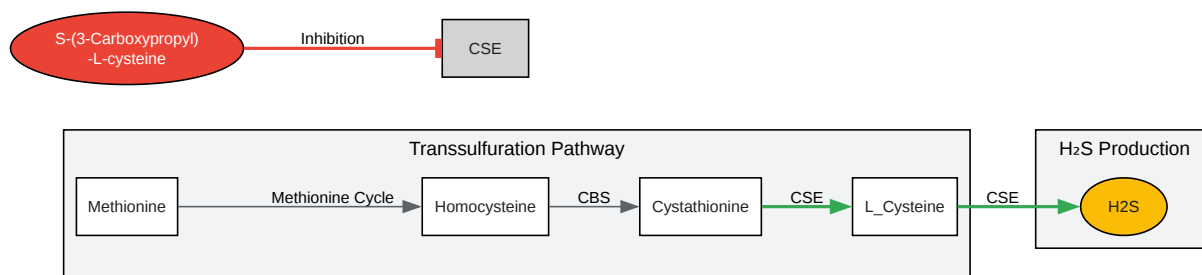 S-(3-Carboxypropyl)
-L-cysteine
Inhibition
CSE
Transsulfuration Pathway
H₂S Production
Methionine
Methionine Cycle
Homocysteine
CBS
Cystathionine
CSE
L_Cysteine
CSE
H2S